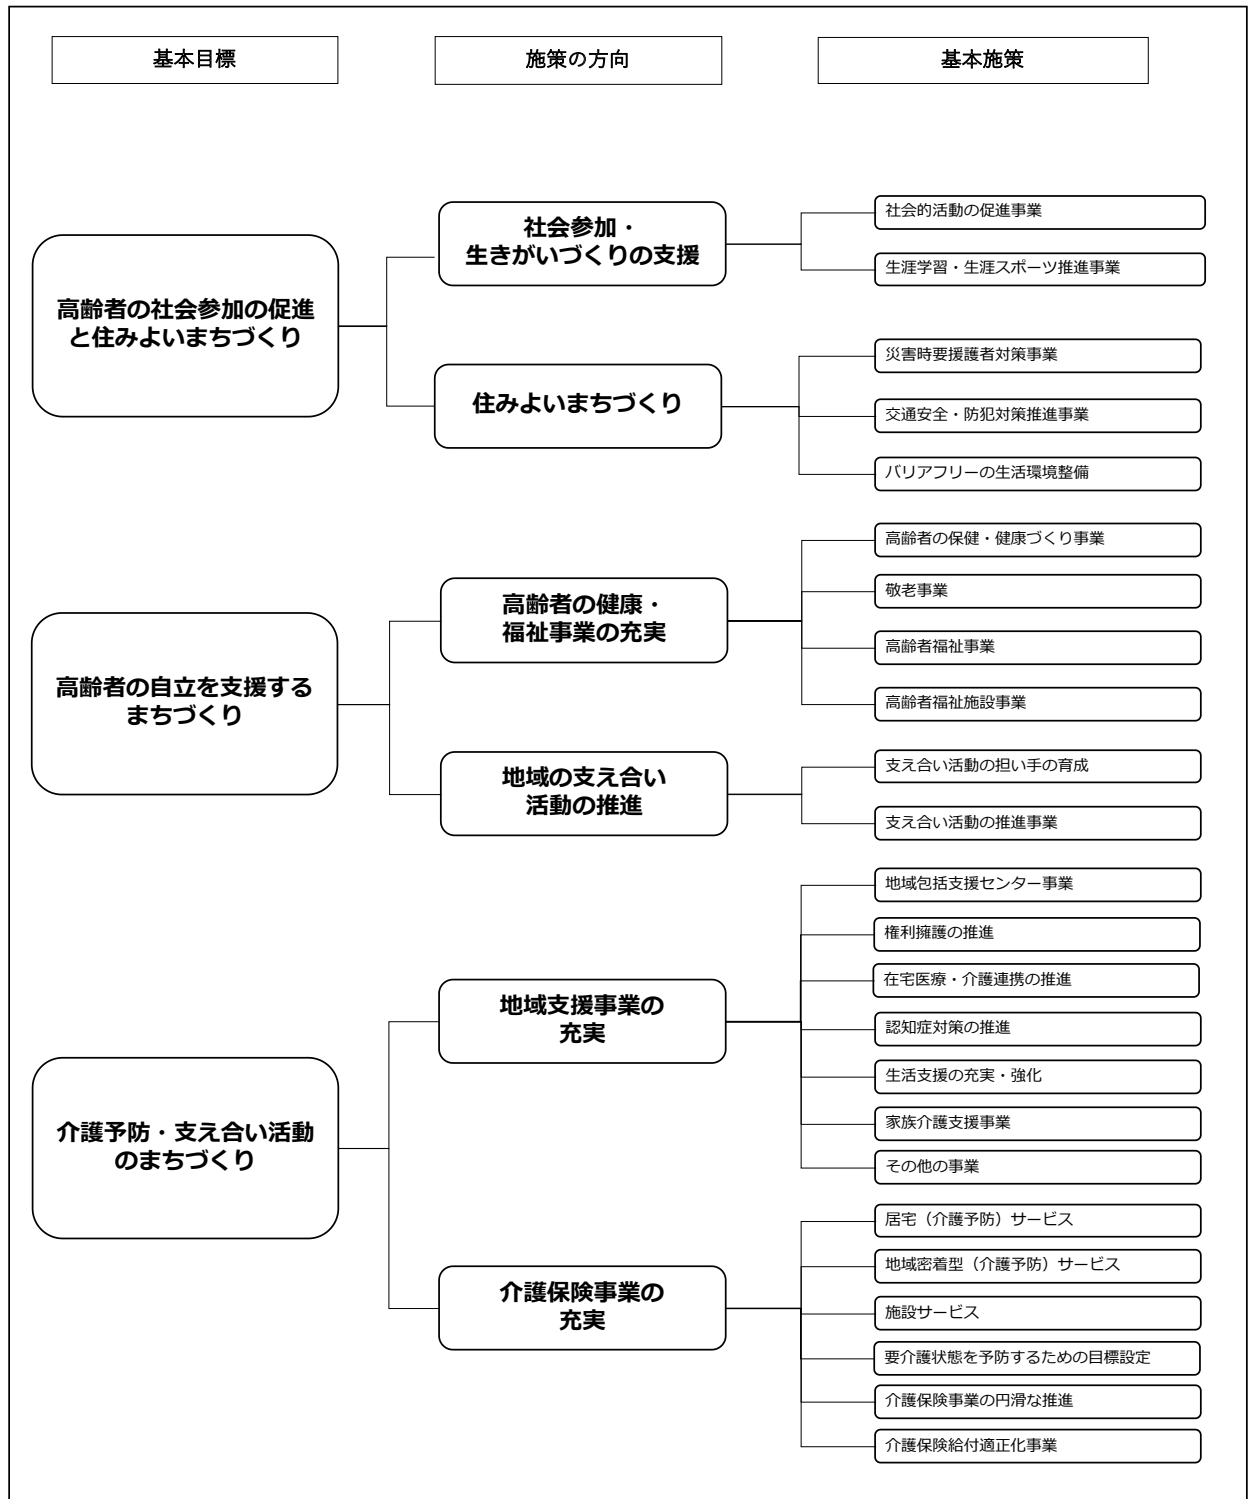 基本目標
施策の方向
基本施策
高齢者の社会参加の促進
と住みよいまちづくり
社会参加・
生きがいづくりの支援
社会的活動の促進事業
生涯学習・生涯スポーツ推進事業
住みよいまちづくり
災害時要援護者対策事業
交通安全・防犯対策推進事業
バリアフリーの生活環境整備
高齢者の自立を支援する
まちづくり
高齢者の健康・
福祉事業の充実
高齢者の保健・健康づくり事業
敬老事業
高齢者福祉事業
高齢者福祉施設事業
地域の支え合い
活動の推進
支え合い活動の担い手の育成
支え合い活動の推進事業
介護予防・支え合い活動
のまちづくり
地域支援事業の
充実
地域包括支援センター事業
権利擁護の推進
在宅医療・介護連携の推進
認知症対策の推進
生活支援の充実・強化
家族介護支援事業
その他の事業
介護保険事業の
充実
居宅（介護予防）サービス
地域密着型（介護予防）サービス
施設サービス
要介護状態を予防するための目標設定
介護保険事業の円滑な推進
介護保険給付適正化事業